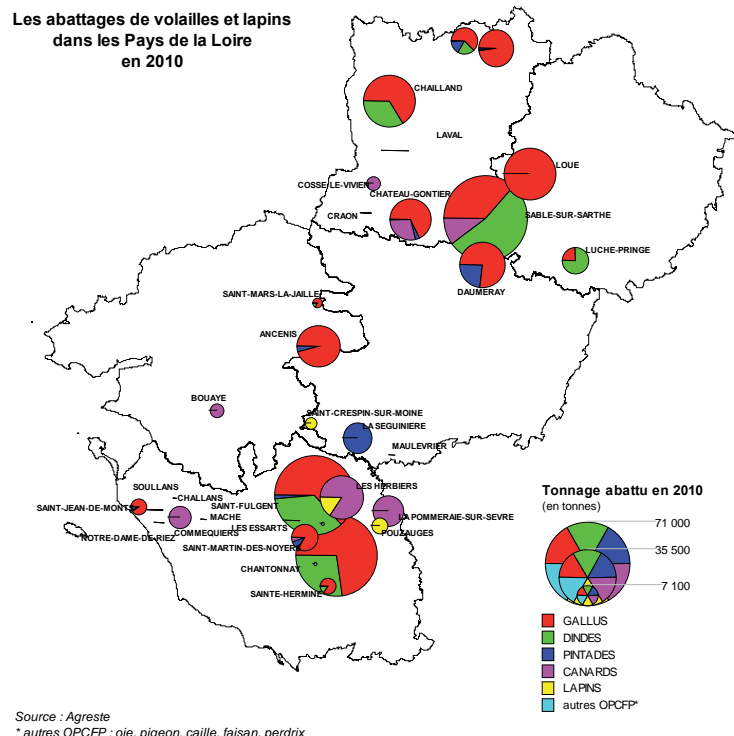 Les abattages de volailles et lapins
dans les Pays de la Loire
en 2010
CHAILLAND
LAVAL
LOUE
COSSE-LE-VIVIEN
CHATEAU-GONTIER
CRAON
SABLE-SUR-SARTHE
LUCHE-PRINGE
DAUMERAY
SAINT-MARS-LA-JAILLE
ANCENIS
BOUAYE
SAINT-CRESPIN-SUR-MOINE
LA SEGUINIERE
MAULEVRIER
LES HERBIERS
SOULLANS
CHALLANS
SAINT-FULGENT
SAINT-JEAN-DE-MONTS
MACHE
LA POMMERAIE-SUR-SEVRE
LES ESSARTS
COMMEQUIERS
POUZAUGES
NOTRE-DAME-DE-RIEZ
SAINT-MARTIN-DES-NOYERS
CHANTONNAY
SAINTE-HERMINE
Tonnage abattu en 2010
(en tonnes)
71 000
35 500
7 100
GALLUS
DINDES
PINTADES
CANARDS
LAPINS
autres OPCFP*
Source : Agreste
* autres OPCFP : oie, pigeon, caille, faisan, perdrix